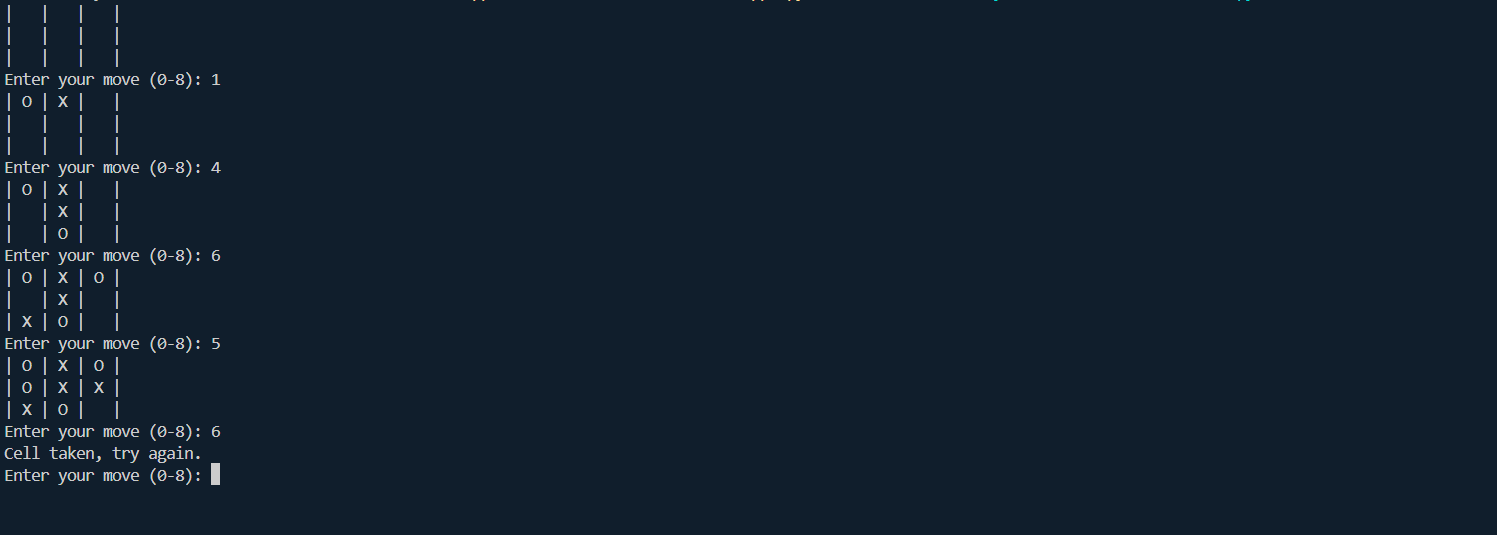 |   |   |   |
|   |   |   |
|   |   |   |
Enter your move (0-8): 1
| O | X |   |
|   |   |   |
|   |   |   |
Enter your move (0-8): 4
| O | X |   |
|   | X |   |
|   | O |   |
Enter your move (0-8): 6
| O | X | O |
|   | X |   |
| X | O |   |
Enter your move (0-8): 5
| O | X | O |
| O | X | X |
| X | O |   |
Enter your move (0-8): 6
Cell taken, try again.
Enter your move (0-8):